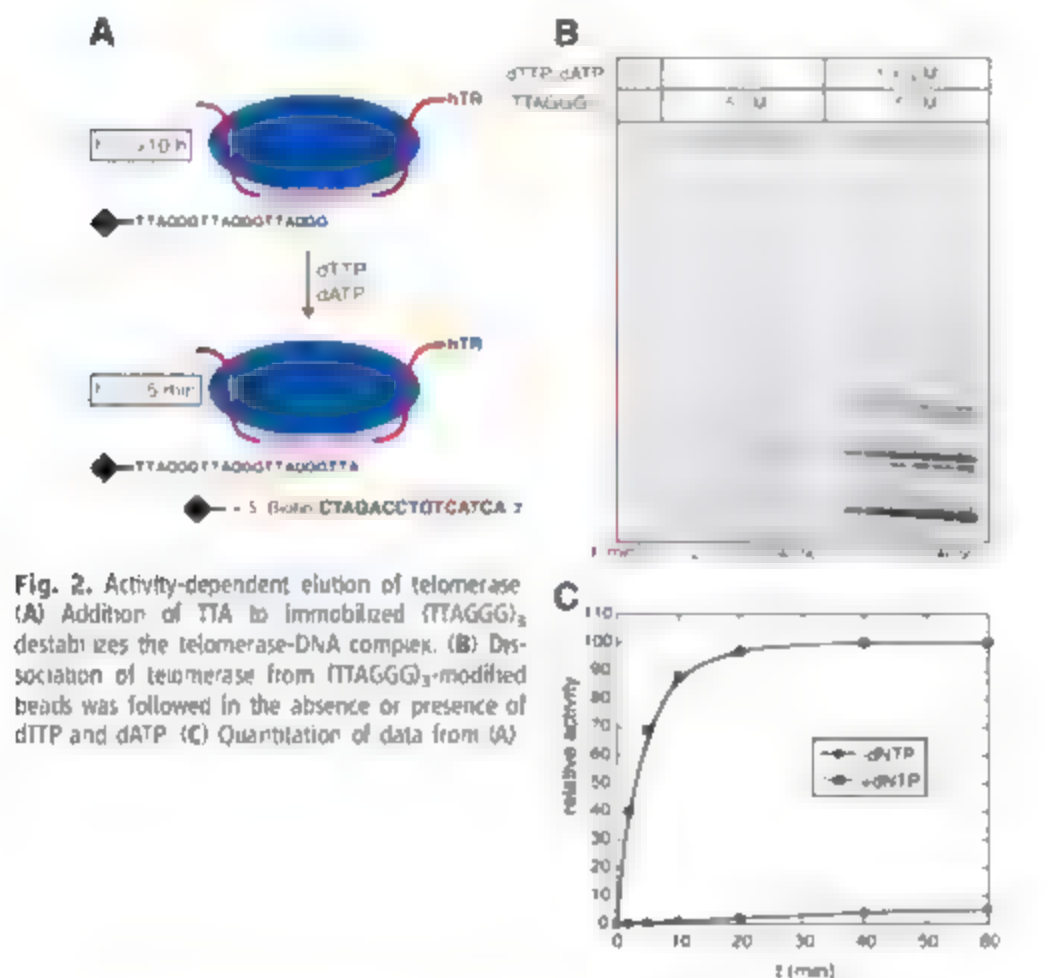 A
hTR
TTAGGGTTAGGGTTAGGG
dTTP
dATP
hTR
5 min
TTAGGGTTAGGGTTAGGGTTA
5 Biotin CTAGACCTGTCATCA 3
Fig. 2. Activity-dependent elution of telomerase
(A) Addition of TTA to immobilized (TTAGGG)3
destabilizes the telomerase-DNA complex. (B) Dis-
sociation of telomerase from (TTAGGG)3-modified
beads was followed in the absence or presence of
dTTP and dATP (C) Quantitation of data from (A)
B
dTTP dATP
TTAGGG
C
relative activity
110
100
90
80
70
60
50
40
30
20
10
0
-dNTP
+dNTP
0 10 20 30 40 50 60
t (min)